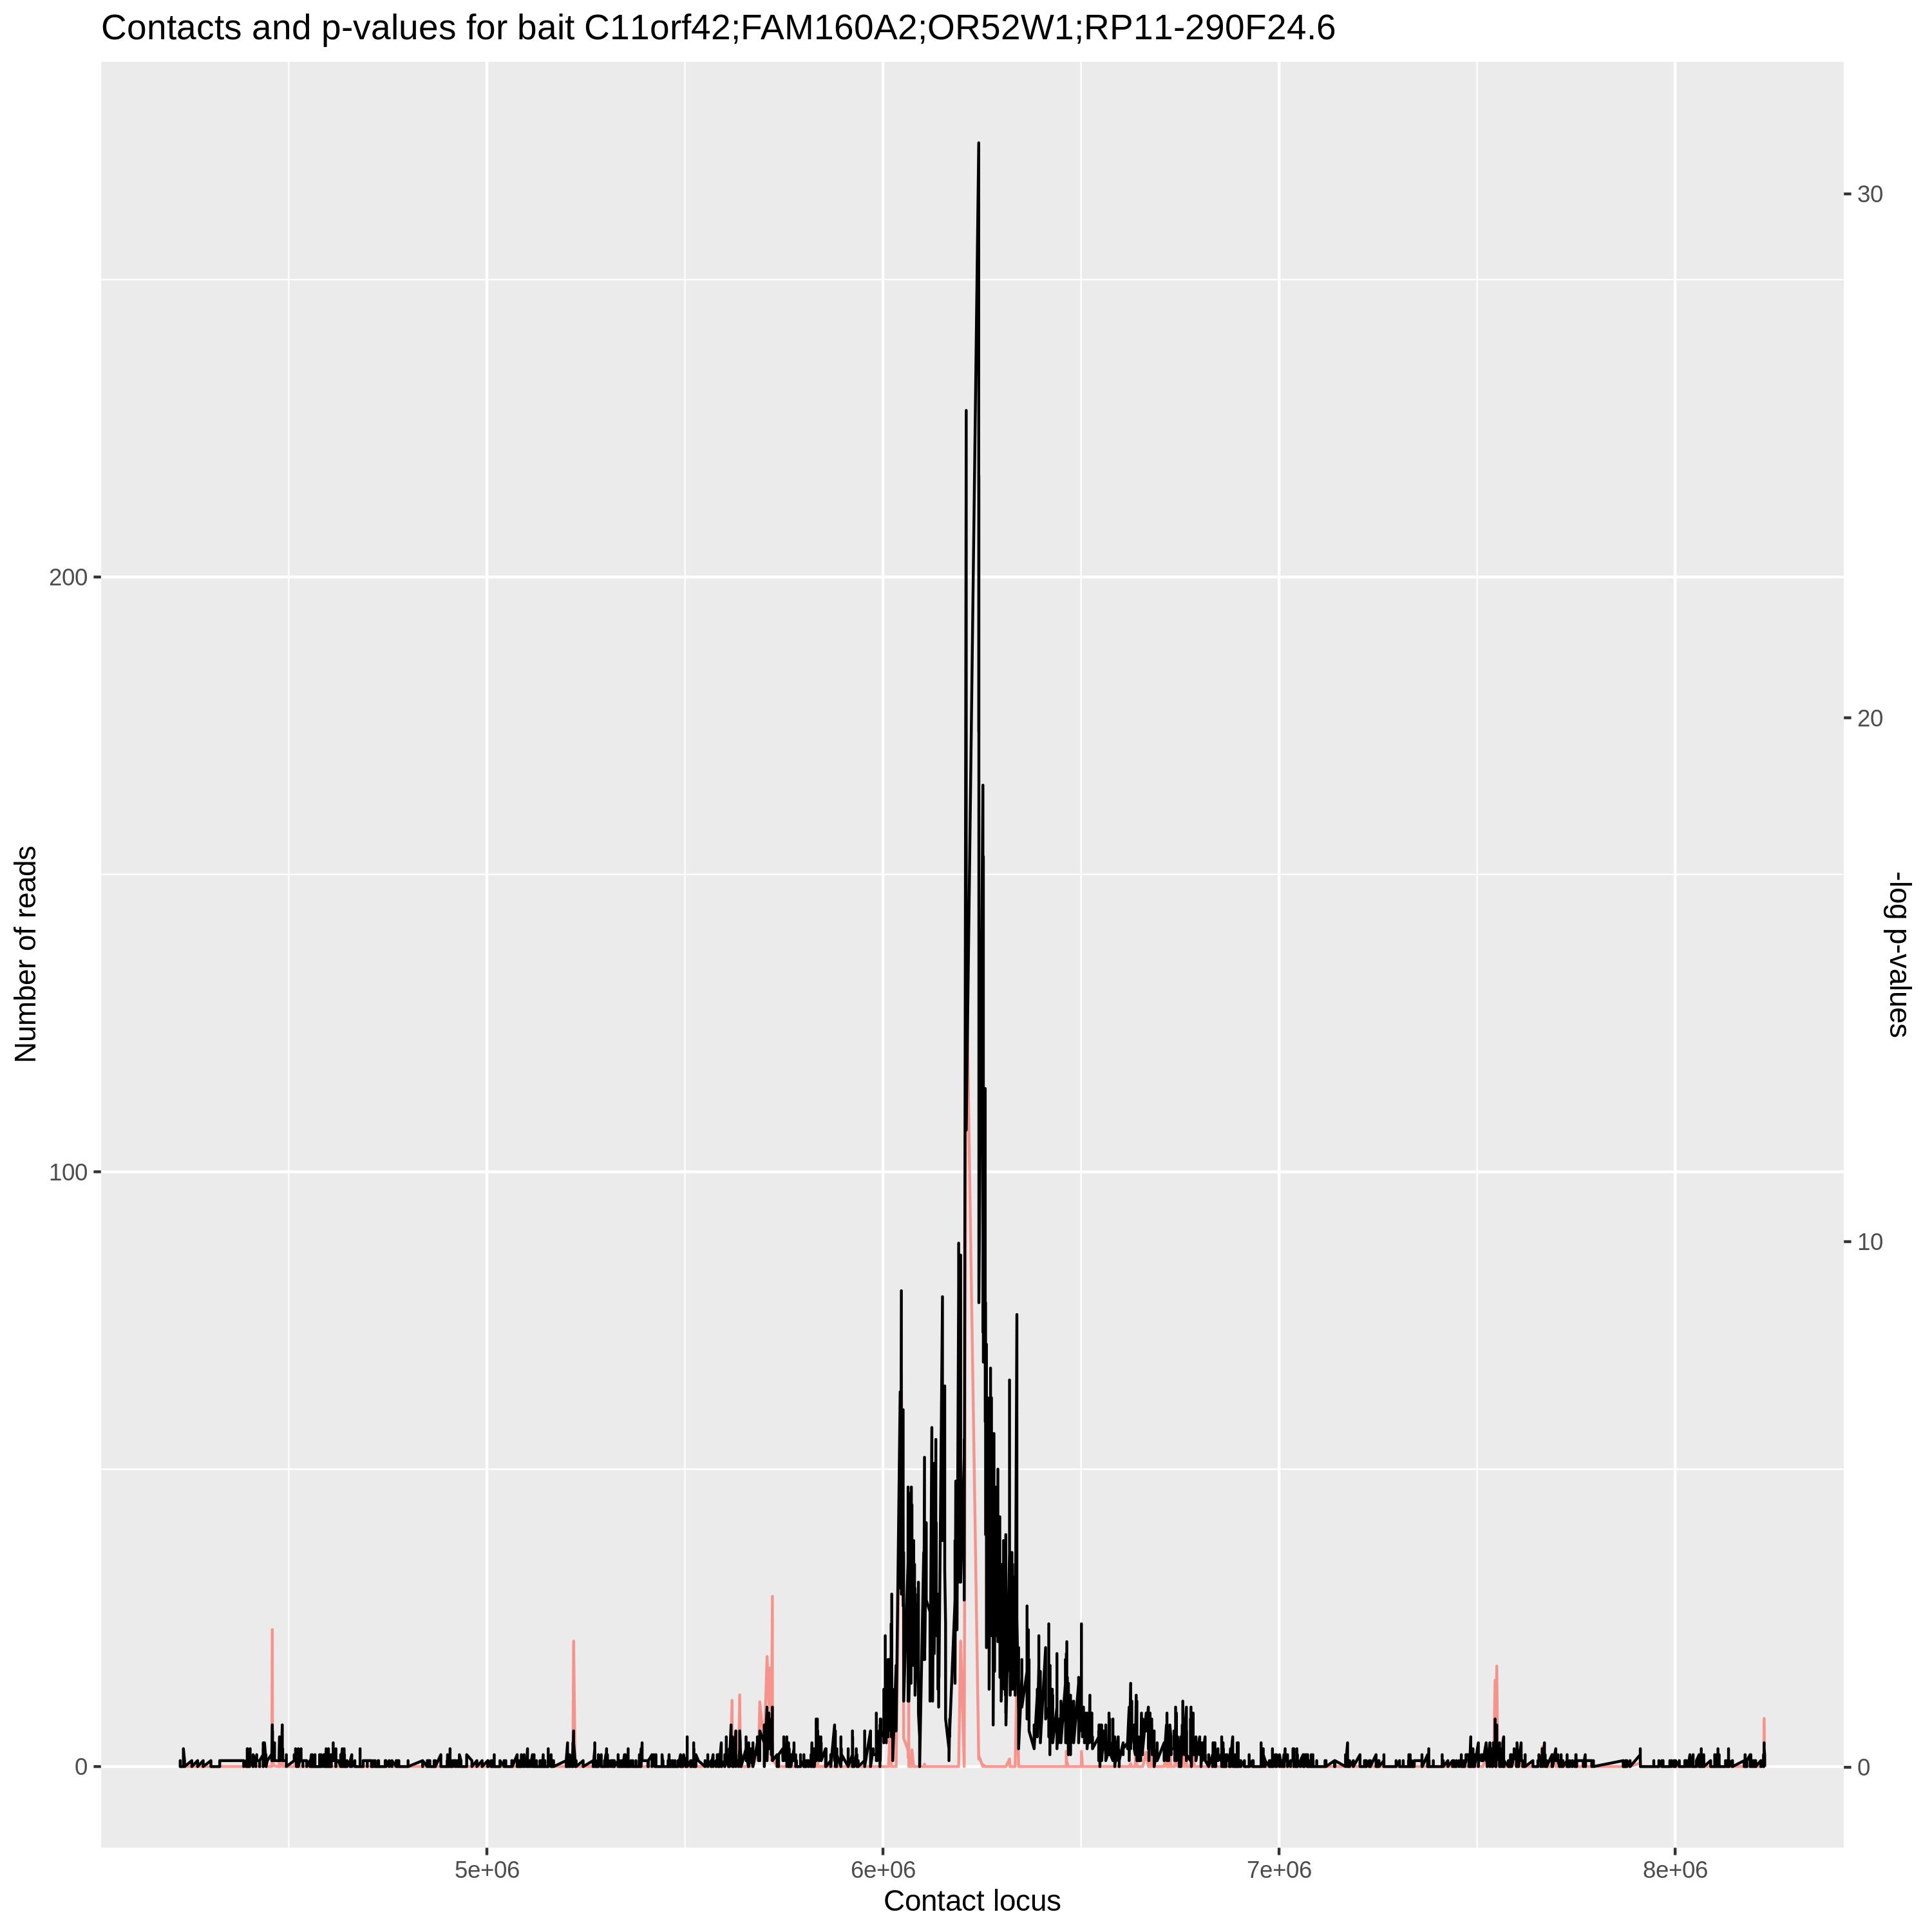 Contacts and p-values for bait C11orf42;FAM160A2;OR52W1;RP11-290F24.6
Number of reads
200
100
0
30
20
10
0
-log p-values
5e+06
6e+06
7e+06
8e+06
Contact locus